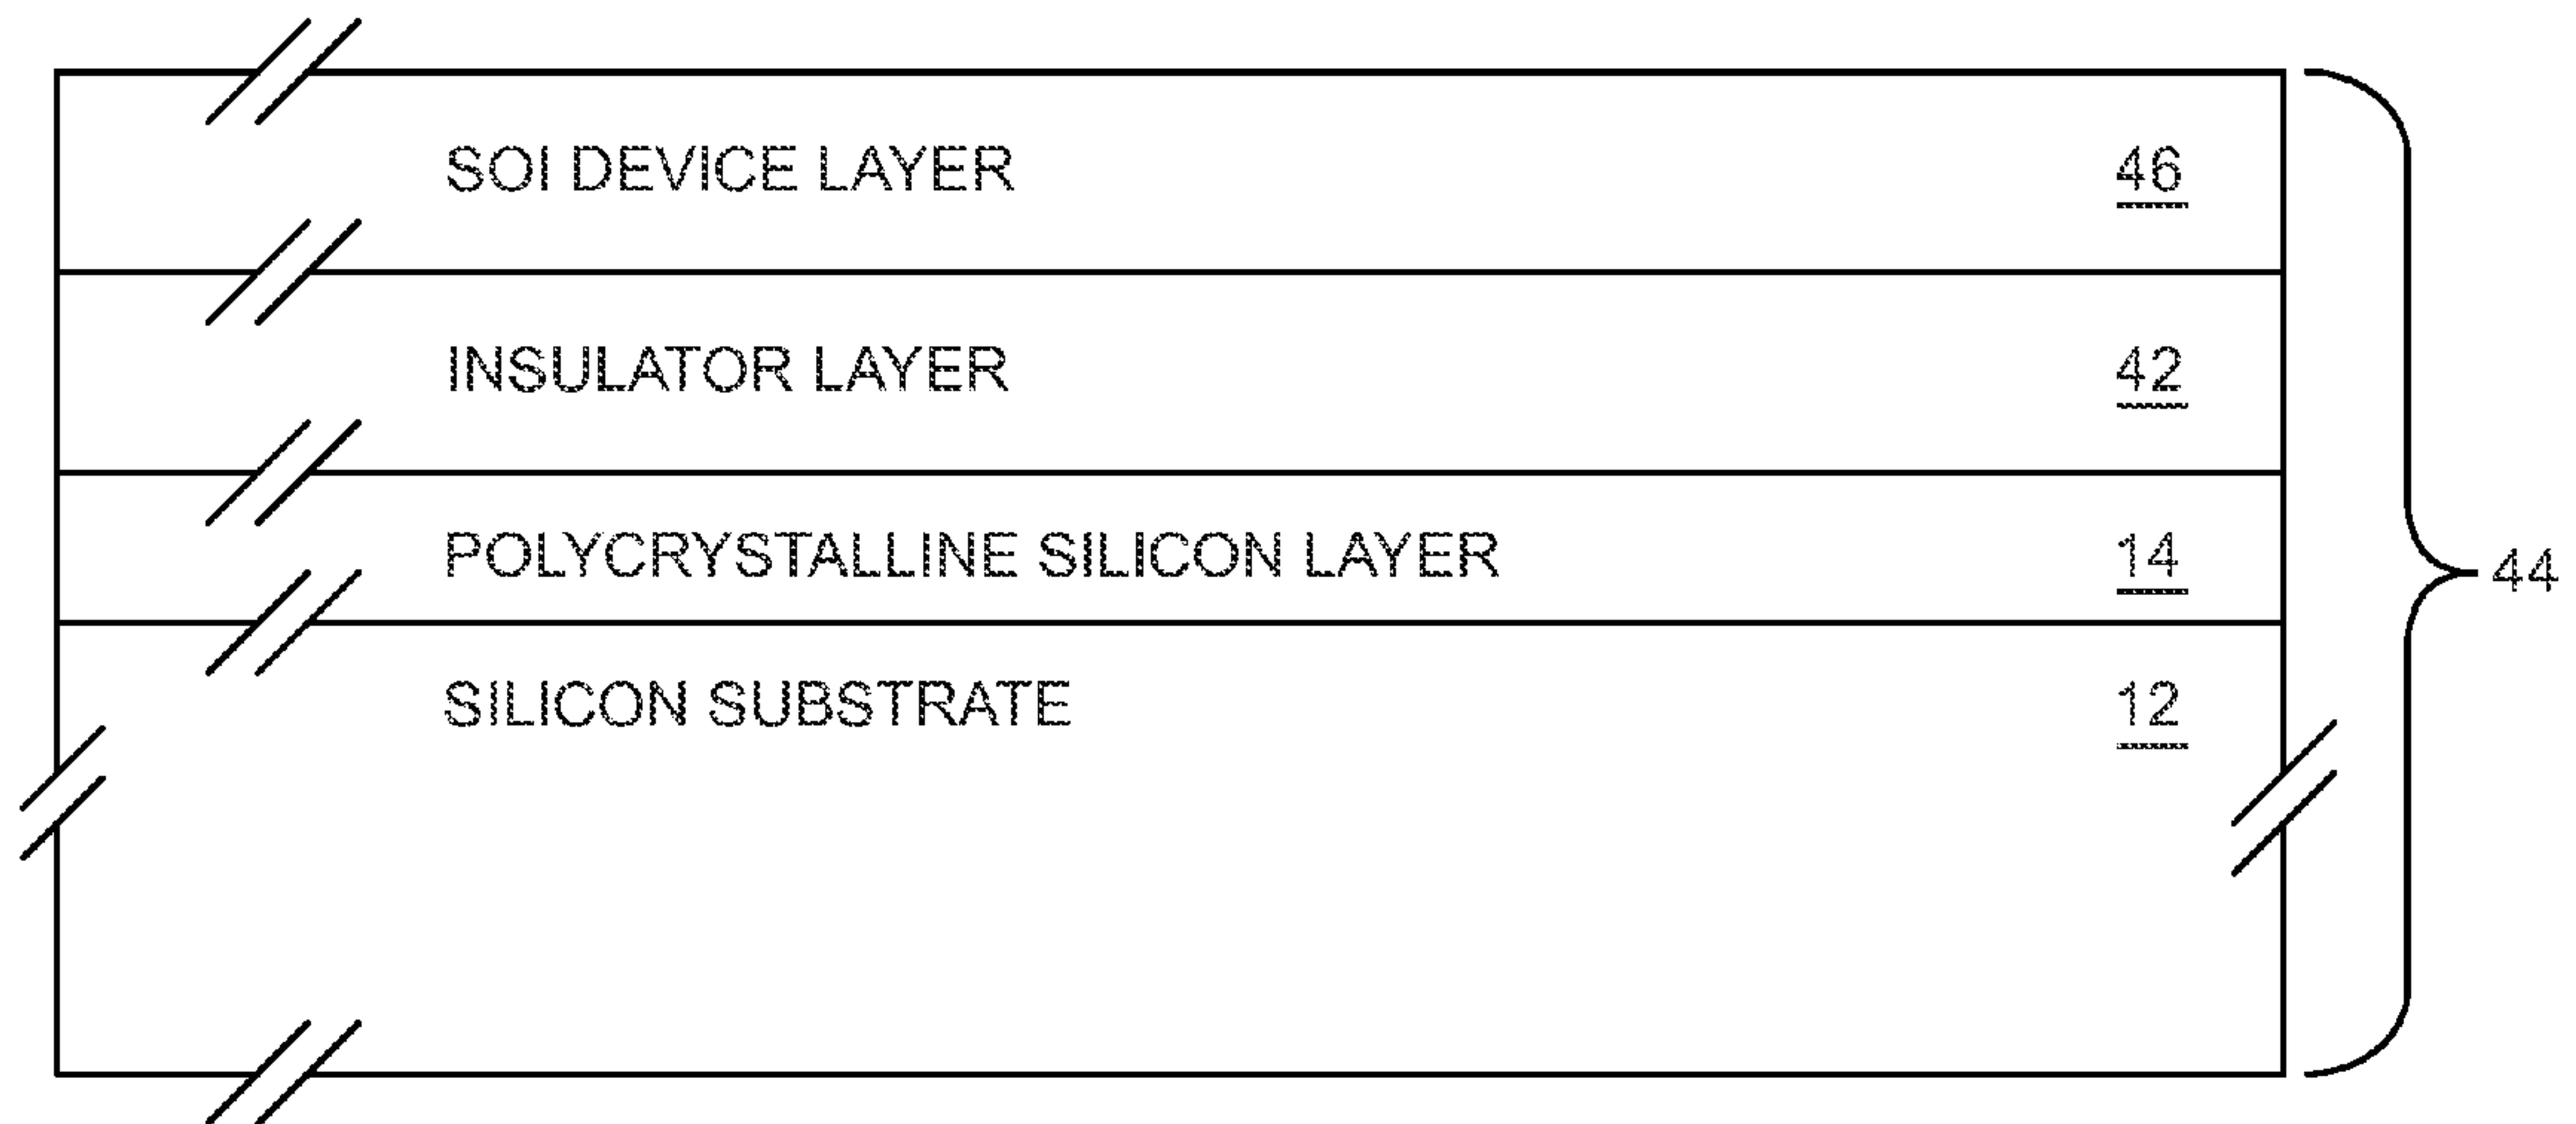 SOI DEVICE LAYER 46
INSULATOR LAYER 42
POLYCRYSTALLINE SILICON LAYER 14
44
SILICON SUBSTRATE 12